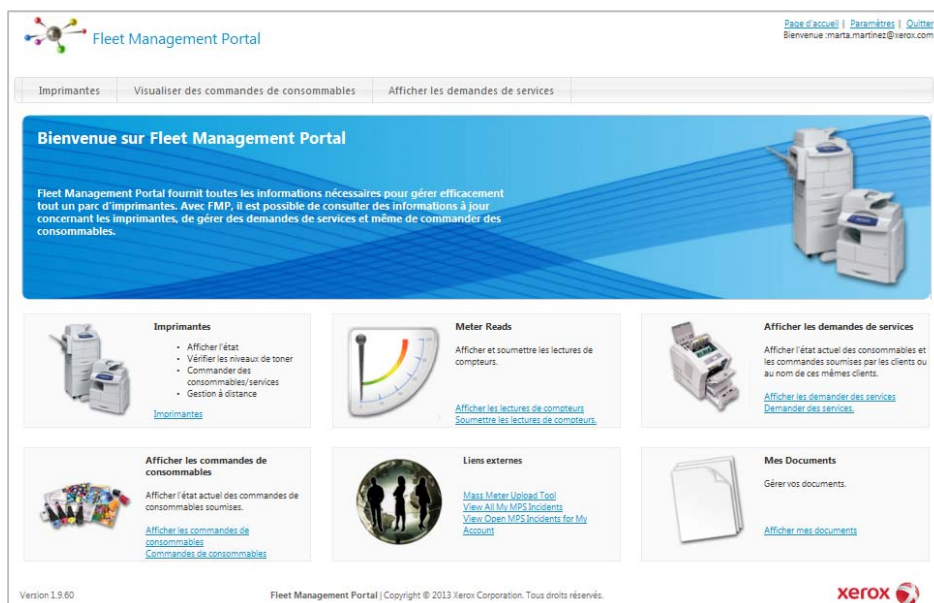 Page d'accueil | Paramètres | Quitter
Bienvenue :marta.martinez@xerox.com
Fleet Management Portal
Imprimantes
Visualiser des commandes de consommables
Afficher les demandes de services
Bienvenue sur Fleet Management Portal
Fleet Management Portal fournit toutes les informations nécessaires pour gérer efficacement
tout un parc d'imprimantes. Avec FMP, il est possible de consulter des informations à jour
concernant les imprimantes, de gérer des demandes de services et même de commander des
consommables.
Imprimantes
• Afficher l'état
• Vérifier les niveaux de toner
• Commander des
consommables/services
• Gestion à distance
Imprimantes
Meter Reads
Afficher et soumettre les lectures de
compteurs.
Afficher les lectures de compteurs
Soumettre les lectures de compteurs.
Afficher les demandes de services
Afficher l'état actuel des consommables et
les commandes soumises par les clients ou
au nom de ces mêmes clients.
Afficher les demander des services
Demander des services.
Afficher les commandes de
consommables
Afficher l'état actuel des commandes de
consommables soumises.
Afficher les commandes de
consommables
Commandes de consommables
Liens externes
Mass Meter Upload Tool
View All My MPS Incidents
View Open MPS Incidents for My
Account
Mes Documents
Gérer vos documents.
Afficher mes documents
Version 1.9.60
Fleet Management Portal | Copyright © 2013 Xerox Corporation. Tous droits réservés.
xerox